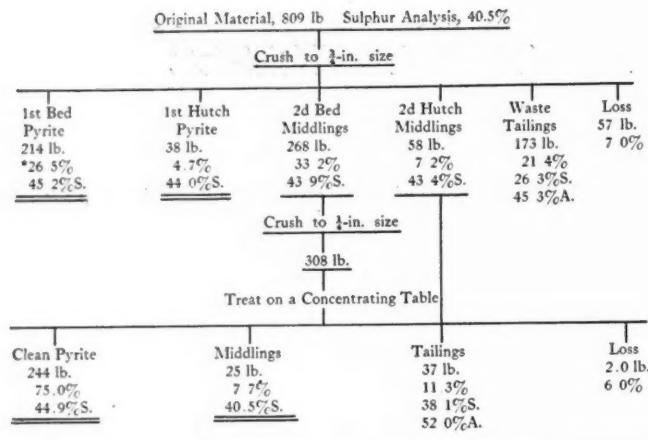 Original Material, 809 lb Sulphur Analysis, 40.5%
Crush to ¾-in. size
1st Bed Pyrite
214 lb.
*26 5%
45 2%S.
1st Hutch Pyrite
38 lb.
4.7%
44 0%S.
2d Bed Middlings
268 lb.
33 2%
43 9%S.
2d Hutch Middlings
58 lb.
7 2%
43 4%S.
Waste Tailings
173 lb.
21 4%
26 3%S.
45 3%A.
Loss
57 lb.
7 0%
Crush to ¼-in. size
308 lb.
Treat on a Concentrating Table
Clean Pyrite
244 lb.
75.0%
44.9%S.
Middlings
25 lb.
7 7%
40.5%S.
Tailings
37 lb.
11 3%
38 1%S.
52 0%A.
Loss
2.0 lb.
6 0%